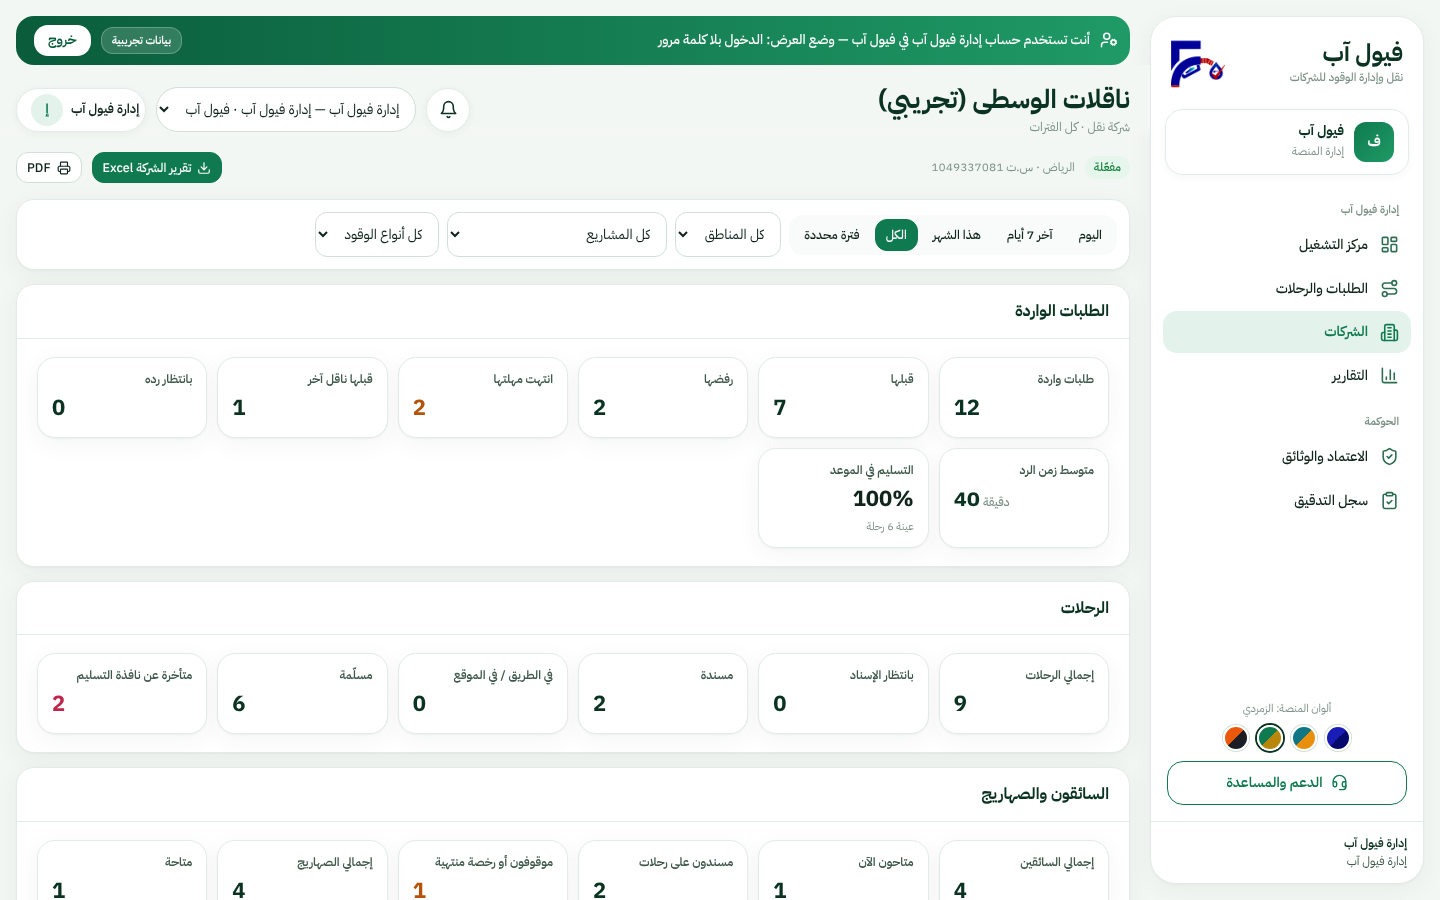 فيول آب
نقل وإدارة الوقود للشركات
ف
فيول آب
إدارة المنصة
إدارة فيول آب
مركز التشغيل
الطلبات والرحلات
الشركات
التقارير
الحوكمة
الاعتماد والوثائق
سجل التدقيق
ألوان المنصة: الزمردي
الدعم والمساعدة
إدارة فيول آب
إدارة فيول آب
أنت تستخدم حساب إدارة فيول آب في فيول آب — وضع العرض: الدخول بلا كلمة مرور
بيانات تجريبية
خروج
ناقلات الوسطى (تجريبي)
شركة نقل · كل الفترات
إدارة فيول آب — إدارة فيول آب · فيول آب
إدارة فيول آب
إ
مفعّلة
الرياض · س.ت 1049337081
تقرير الشركة Excel
PDF
اليوم
آخر 7 أيام
هذا الشهر
الكل
فترة محددة
كل المناطق
كل المشاريع
كل أنواع الوقود
الطلبات الواردة
طلبات واردة
12
قبلها
7
رفضها
2
انتهت مهلتها
2
قبلها ناقل آخر
1
بانتظار رده
0
متوسط زمن الرد
40 دقيقة
التسليم في الموعد
100%
عينة 6 رحلة
الرحلات
إجمالي الرحلات
9
بانتظار الإسناد
0
مسندة
2
في الطريق / في الموقع
0
مسلّمة
6
متأخرة عن نافذة التسليم
2
السائقون والصهاريج
إجمالي السائقين
4
متاحون الآن
1
مسندون على رحلات
2
موقوفون أو رخصة منتهية
1
إجمالي الصهاريج
4
متاحة
1